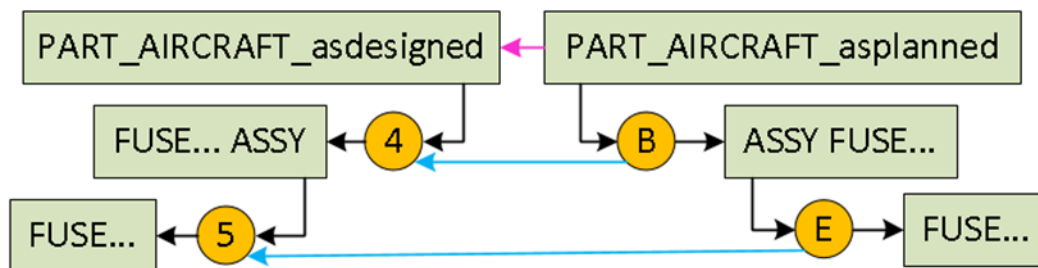 PART_AIRCRAFT_asdesigned
PART_AIRCRAFT_asplanned
FUSE... ASSY
4
B
ASSY FUSE...
FUSE...
5
E
FUSE...